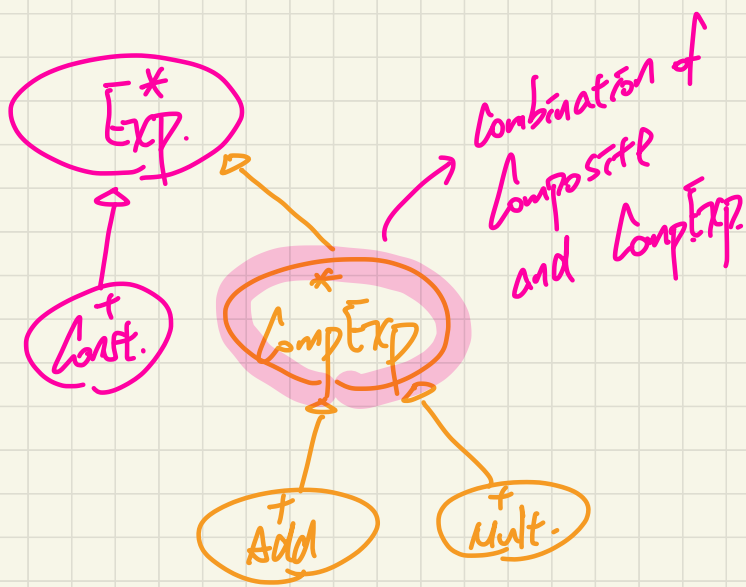 *
Exp.
Combination of
Composite
and CompExp.
+
Const.
*
CompExp
+
Add
+
Mult.